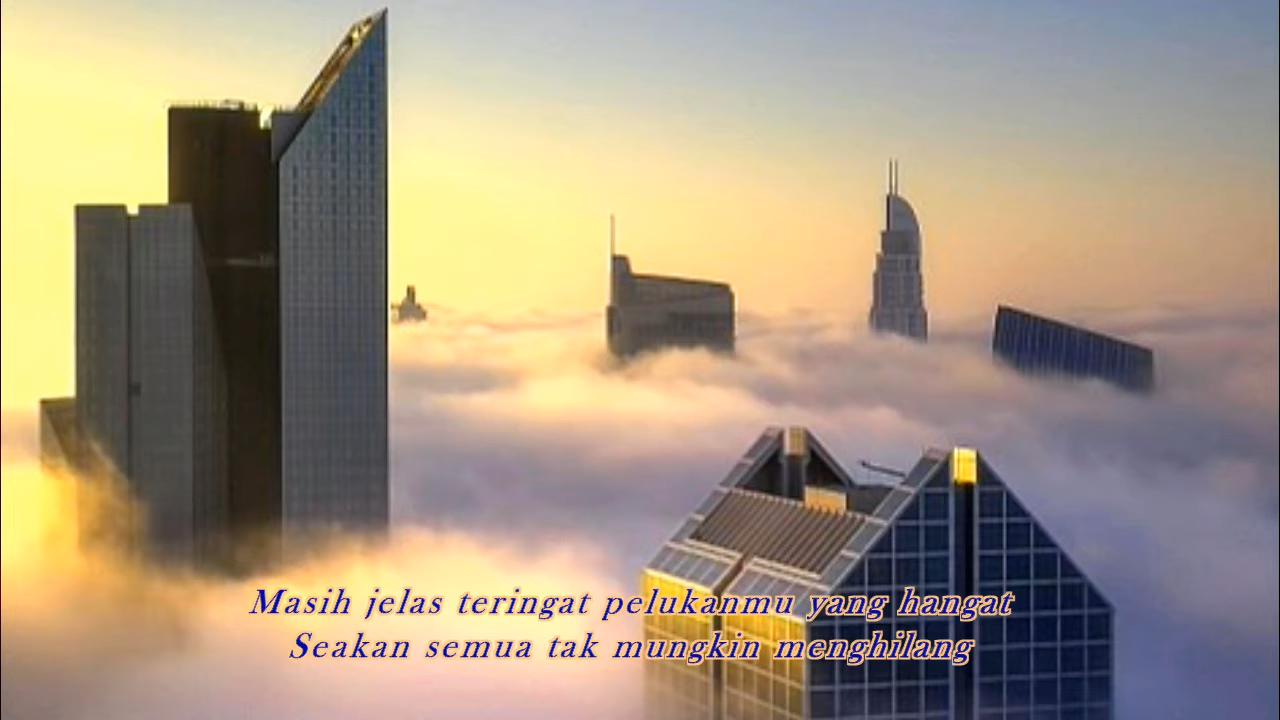 Masih jelas teringat pelukanmu yang hangat
Seakan semua tak mungkin menghilang